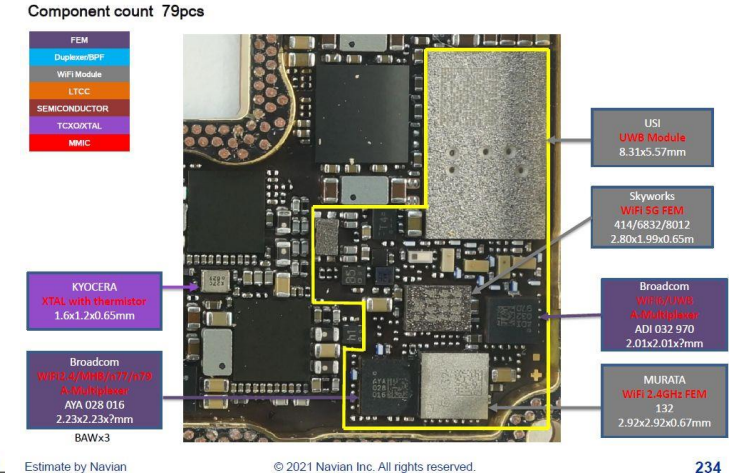 Component count 79pcs
FEM
Duplexer/BPF
WiFi Module
LTCC
SEMICONDUCTOR
TCXO/XTAL
MMIC
USI
UWB Module
8.31x5.57mm
Skyworks
WiFi 5G FEM
414/6832/8012
2.80x1.99x0.65m
KYOCERA
XTAL with thermistor
1.6x1.2x0.65mm
Broadcom
A-Multiplexer
ADI 032 970
2.01x2.01x?mm
Broadcom
WiFi2.4/MHB/n77/n79
A-Multiplexer
AYA 028 016
2.23x2.23x?mm
BAWx3
MURATA
WiFi 2.4GHz FEM
132
2.92x2.92x0.67mm
AYA
028
016
Estimate by Navian
© 2021 Navian Inc. All rights reserved.
234